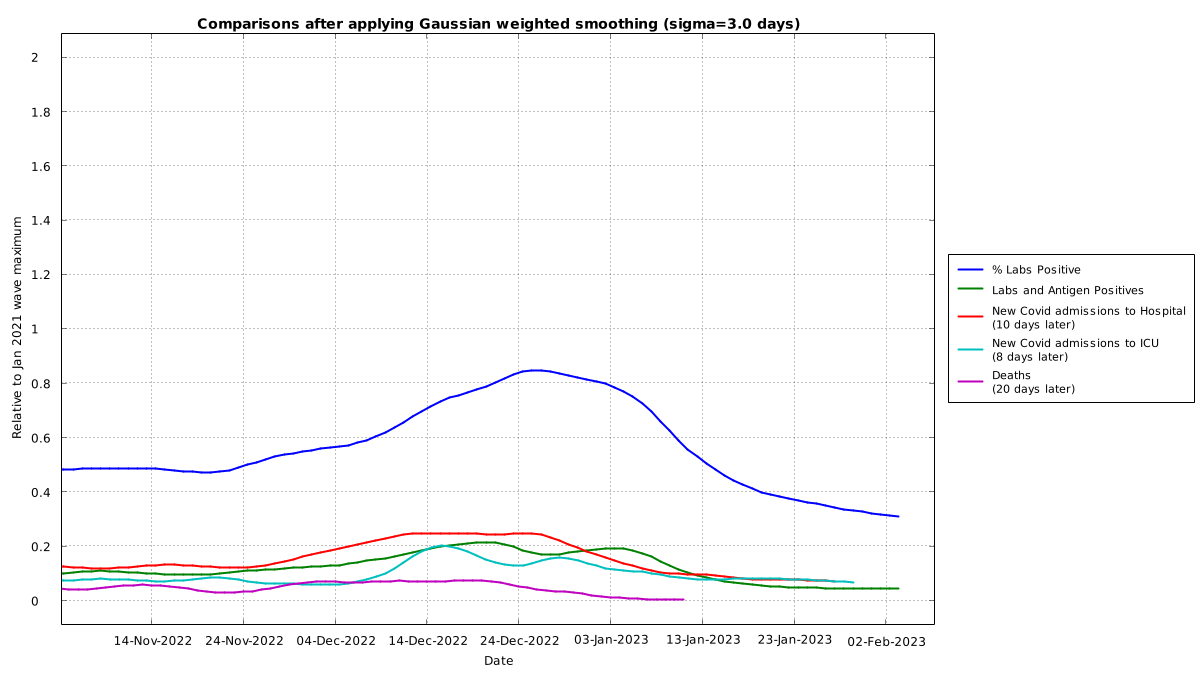 Comparisons after applying Gaussian weighted smoothing (sigma=3.0 days)
Relative to Jan 2021 wave maximum
2
1.8
1.6
1.4
1.2
1
0.8
0.6
0.4
0.2
0
14-Nov-2022
24-Nov-2022
04-Dec-2022
14-Dec-2022
24-Dec-2022
03-Jan-2023
13-Jan-2023
23-Jan-2023
02-Feb-2023
Date
% Labs Positive
Labs and Antigen Positives
New Covid admissions to Hospital
(10 days later)
New Covid admissions to ICU
(8 days later)
Deaths
(20 days later)